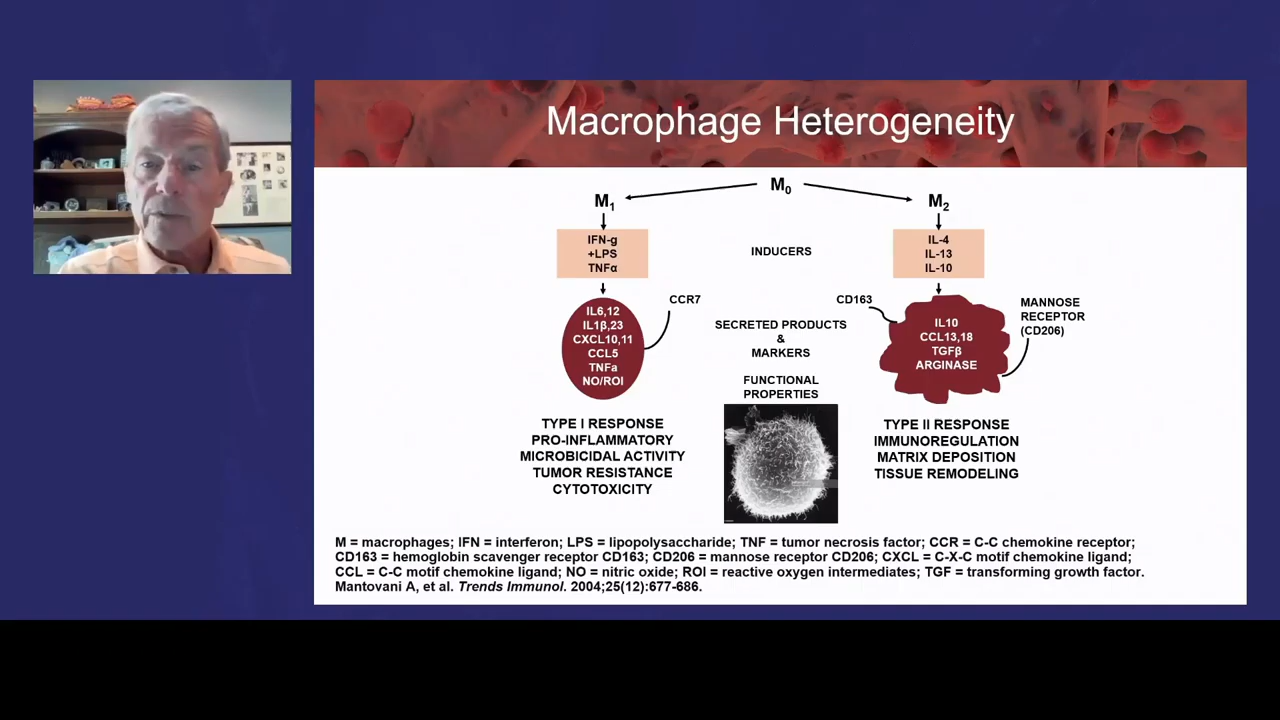 Macrophage Heterogeneity
M₀
M₁
M₂
IFN-g
+LPS
TNFα
INDUCERS
IL-4
IL-13
IL-10
CCR7
CD163
MANNOSE
RECEPTOR
(CD206)
IL6,12
IL1β,23
CXCL10,11
CCL5
TNFa
NO/ROI
SECRETED PRODUCTS
&
MARKERS
IL10
CCL13,18
TGFβ
ARGINASE
FUNCTIONAL
PROPERTIES
TYPE I RESPONSE
PRO-INFLAMMATORY
MICROBICIDAL ACTIVITY
TUMOR RESISTANCE
CYTOTOXICITY
TYPE II RESPONSE
IMMUNOREGULATION
MATRIX DEPOSITION
TISSUE REMODELING
M = macrophages; IFN = interferon; LPS = lipopolysaccharide; TNF = tumor necrosis factor; CCR = C-C chemokine receptor;
CD163 = hemoglobin scavenger receptor CD163; CD206 = mannose receptor CD206; CXCL = C-X-C motif chemokine ligand;
CCL = C-C motif chemokine ligand; NO = nitric oxide; ROI = reactive oxygen intermediates; TGF = transforming growth factor.
Mantovani A, et al. Trends Immunol. 2004;25(12):677-686.